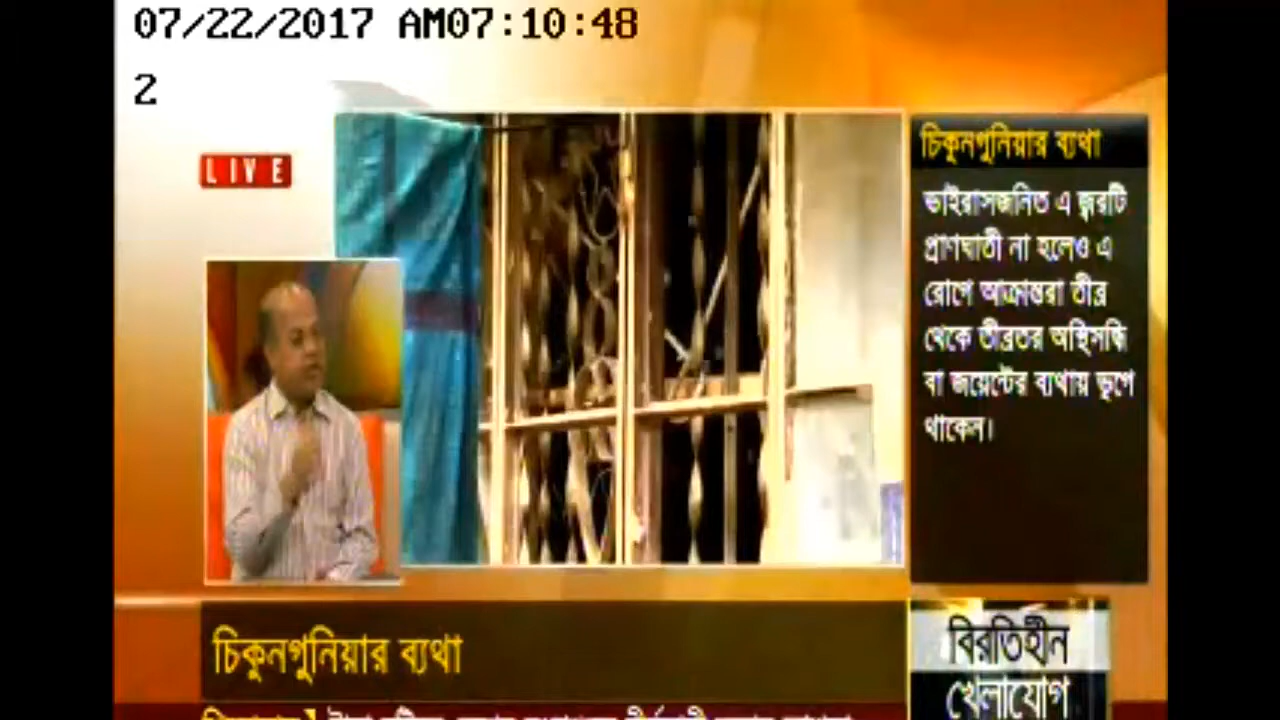 07/22/2017 AM07:10:48
2
LIVE
চিকুনগুনিয়ার ব্যথা
ভাইরাসজনিত এ জ্বরটি
প্রাণঘাতী না হলেও এ
রোগে আক্রান্তরা তীব্র
থেকে তীব্রতর অস্থিসন্ধি
বা জয়েন্টের ব্যথায় ভুগে
থাকেন।
চিকুনগুনিয়ার ব্যথা
বিরতিহীন
খেলাযোগ